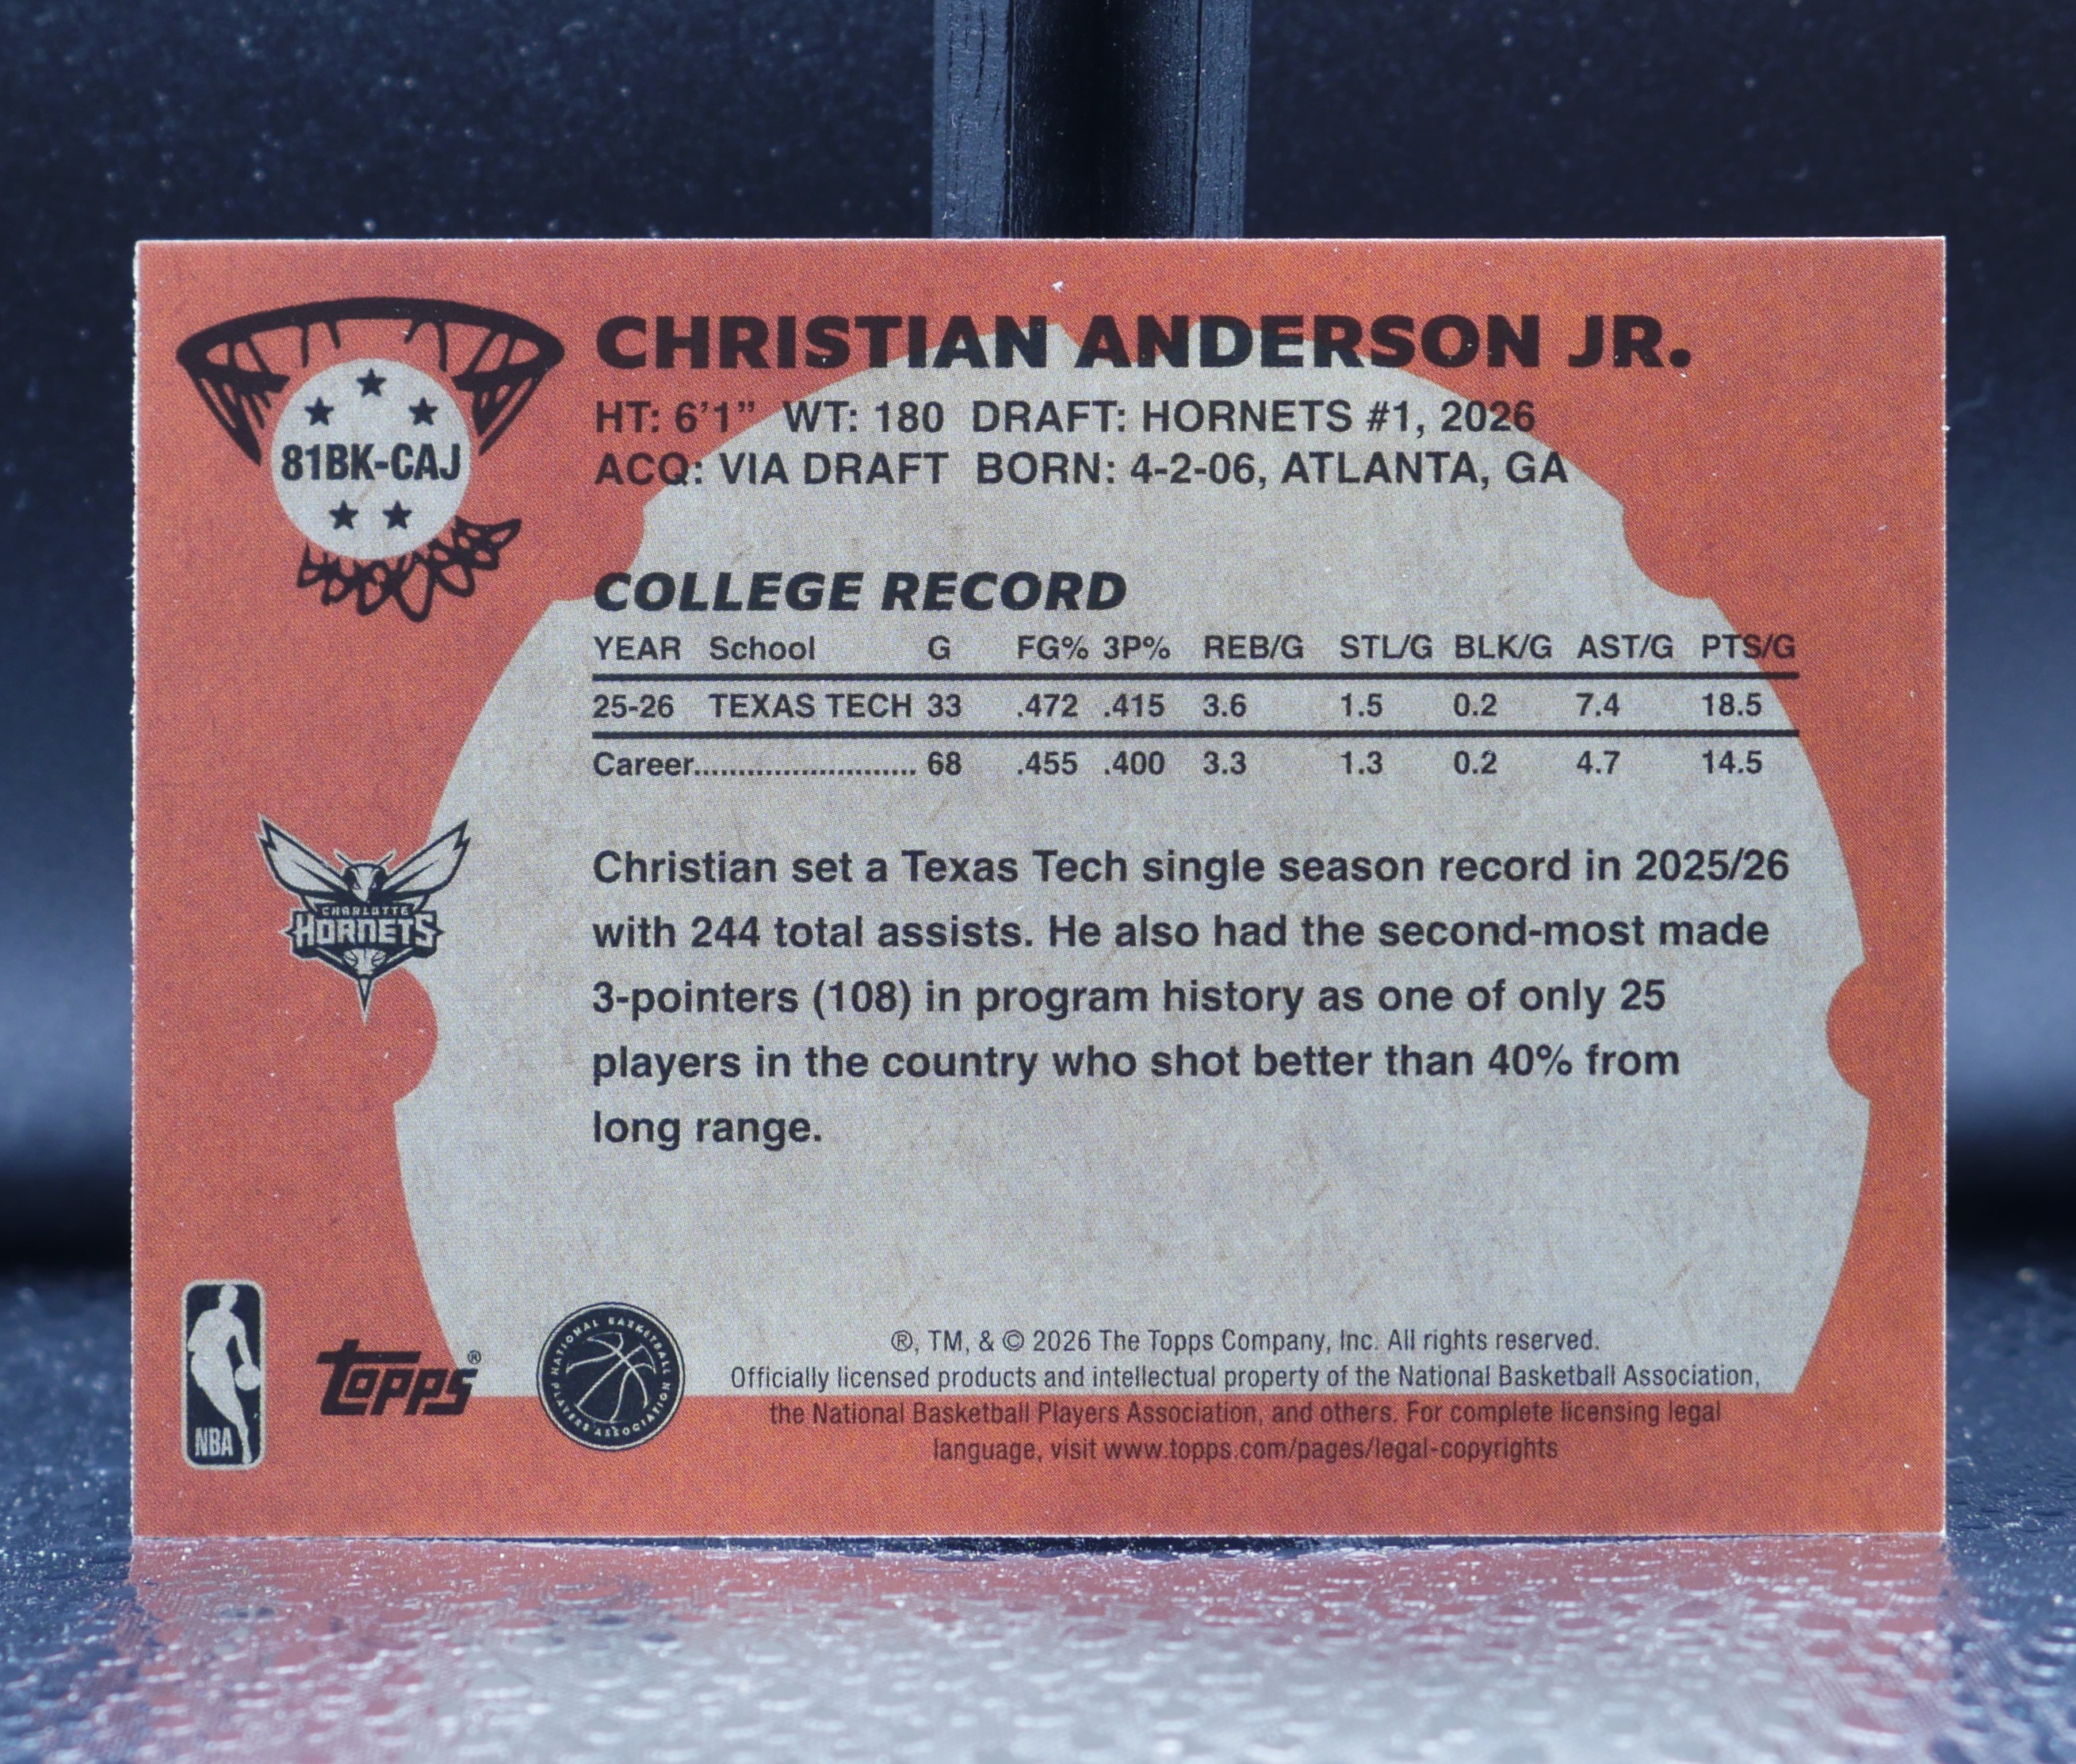 CHRISTIAN ANDERSON JR.
HT: 6’1” WT: 180 DRAFT: HORNETS #1, 2026
ACQ: VIA DRAFT BORN: 4-2-06, ATLANTA, GA
81BK-CAJ
COLLEGE RECORD
YEAR School G FG% 3P% REB/G STL/G BLK/G AST/G PTS/G
25-26 TEXAS TECH 33 .472 .415 3.6 1.5 0.2 7.4 18.5
Career......................... 68 .455 .400 3.3 1.3 0.2 4.7 14.5
CHARLOTTE
HORNETS
Christian set a Texas Tech single season record in 2025/26
with 244 total assists. He also had the second-most made
3-pointers (108) in program history as one of only 25
players in the country who shot better than 40% from
long range.
NBA
topps®
NATIONAL BASKETBALL PLAYERS ASSOCIATION
®, TM, & © 2026 The Topps Company, Inc. All rights reserved.
Officially licensed products and intellectual property of the National Basketball Association,
the National Basketball Players Association, and others. For complete licensing legal
language, visit www.topps.com/pages/legal-copyrights